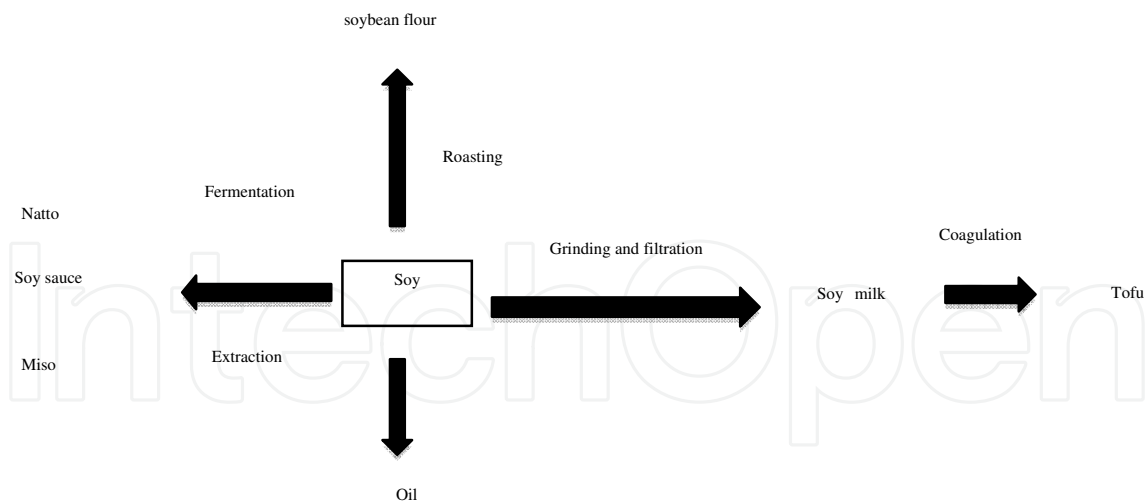 soybean flour
Roasting
Fermentation
Natto
Grinding and filtration
Coagulation
Soy sauce
Soy
Soy milk
Tofu
Extraction
Miso
Oil
IntechOpen